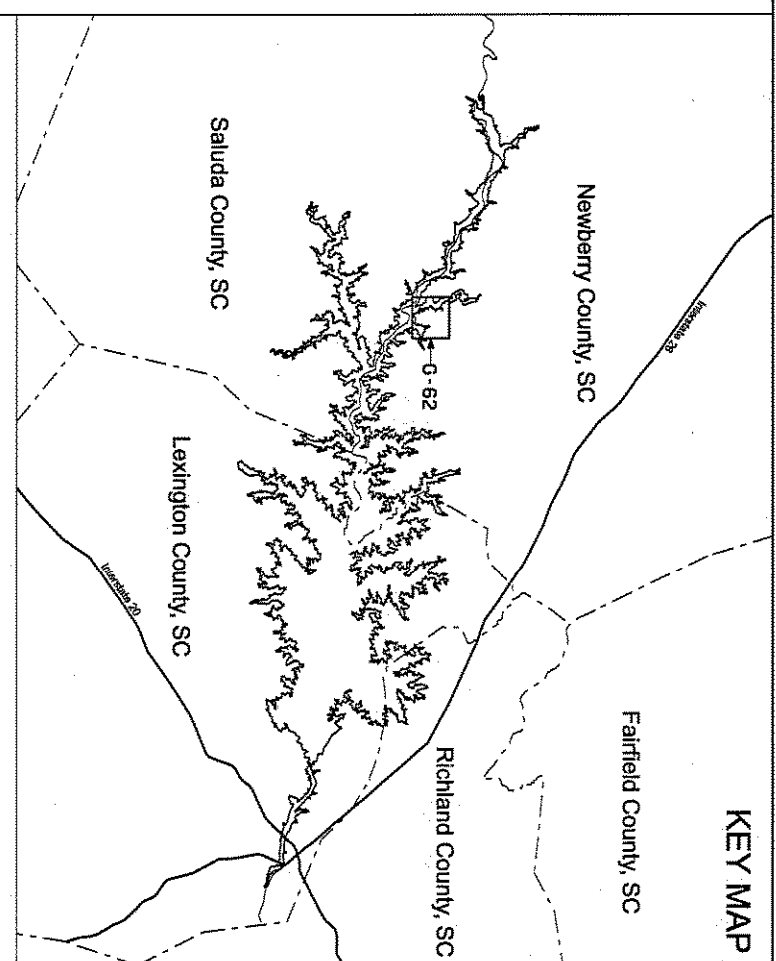 KEY MAP
Fairfield County, SC
Newberry County, SC
Interstate 26
Richland County, SC
G-62
Saluda County, SC
Lexington County, SC
Interstate 20